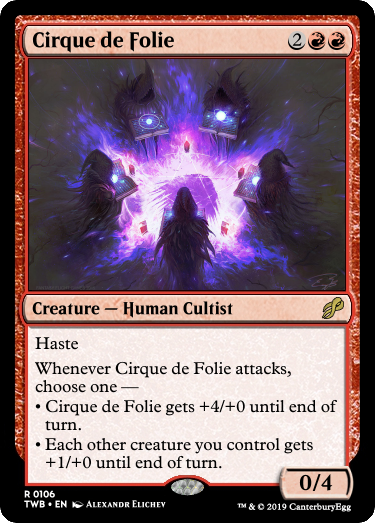 Cirque de Folie 2
Creature — Human Cultist
Haste
Whenever Cirque de Folie attacks,
choose one —
• Cirque de Folie gets +4/+0 until end of
turn.
• Each other creature you control gets
+1/+0 until end of turn.
0/4
R 0106
TWB • EN Alexandr Elichev
™ & © 2019 CanterburyEgg